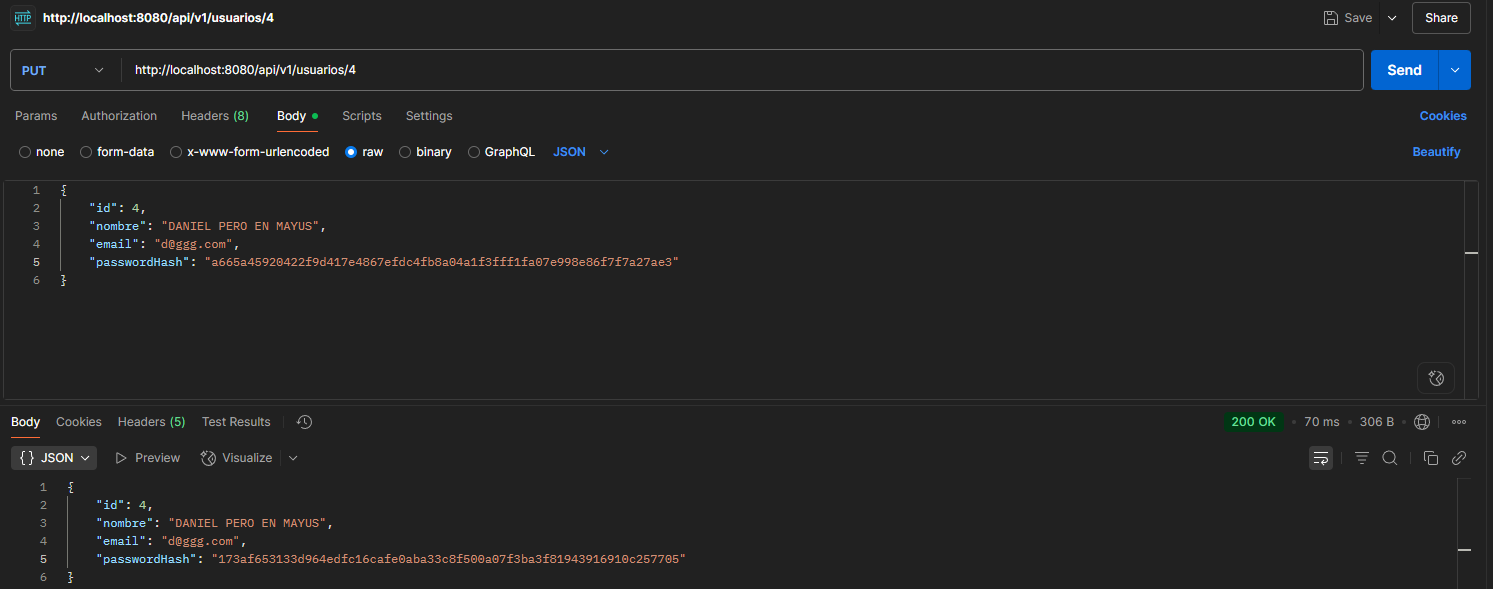 HTTP http://localhost:8080/api/v1/usuarios/4 Save Share
PUT http://localhost:8080/api/v1/usuarios/4 Send
Params Authorization Headers (8) Body Scripts Settings Cookies
none form-data x-www-form-urlencoded raw binary GraphQL JSON Beautify
1 {
2 "id": 4,
3 "nombre": "DANIEL PERO EN MAYUS",
4 "email": "d@ggg.com",
5 "passwordHash": "a665a45920422f9d417e4867efdc4fb8a04a1f3fff1fa07e998e86f7f7a27ae3"
6 }
Body Cookies Headers (5) Test Results 200 OK • 70 ms • 306 B •
{} JSON Preview Visualize
1 {
2 "id": 4,
3 "nombre": "DANIEL PERO EN MAYUS",
4 "email": "d@ggg.com",
5 "passwordHash": "173af653133d964edfc16cafe0aba33c8f500a07f3ba3f81943916910c257705"
6 }